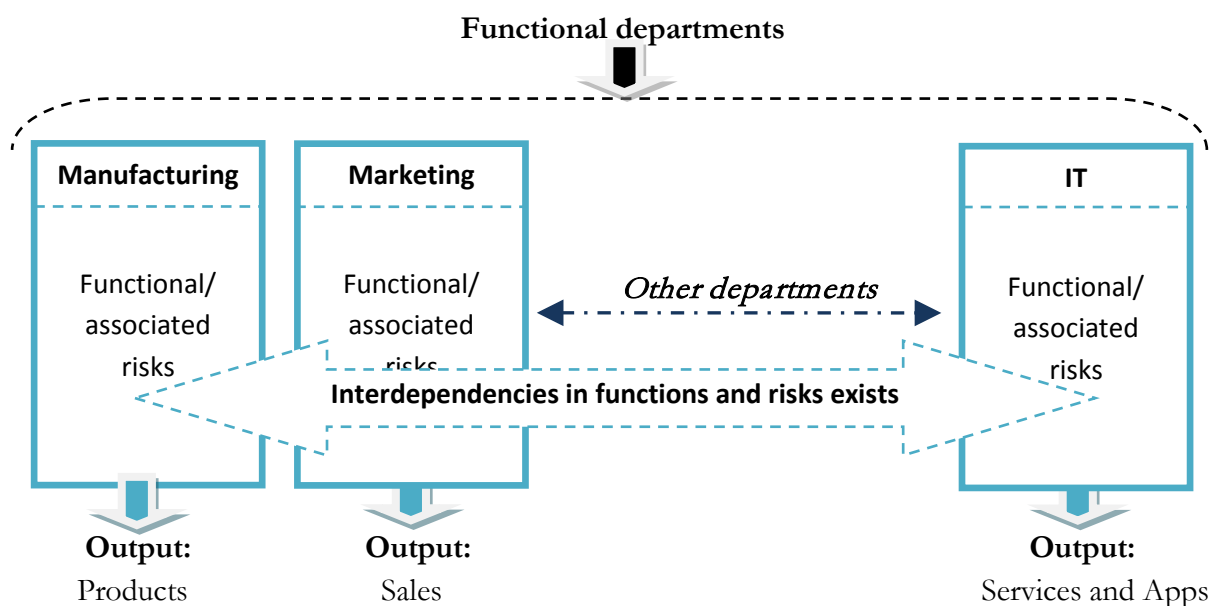 Functional departments
Manufacturing
Functional/
associated
risks
Marketing
Functional/
associated
risks
Other departments
IT
Functional/
associated
risks
Interdependencies in functions and risks exists
Output:
Products
Output:
Sales
Output:
Services and Apps